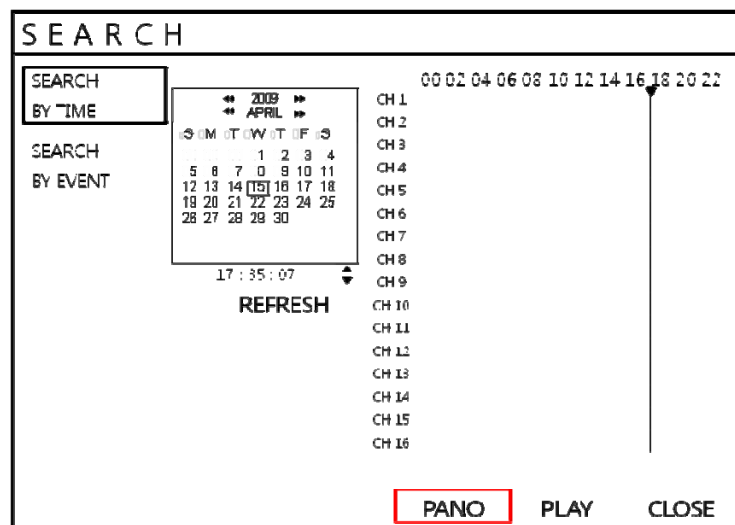 SEARCH
SEARCH
BY TIME
SEARCH
BY EVENT
2009
APRIL
S M T W T F S
1 2 3 4
5 6 7 8 9 10 11
12 13 14 15 16 17 18
19 20 21 22 23 24 25
26 27 28 29 30
17 : 35 : 07
REFRESH
00 02 04 06 08 10 12 14 16 18 20 22
CH 1
CH 2
CH 3
CH 4
CH 5
CH 6
CH 7
CH 8
CH 9
CH 10
CH 11
CH 12
CH 13
CH 14
CH 15
CH 16
PANO PLAY CLOSE